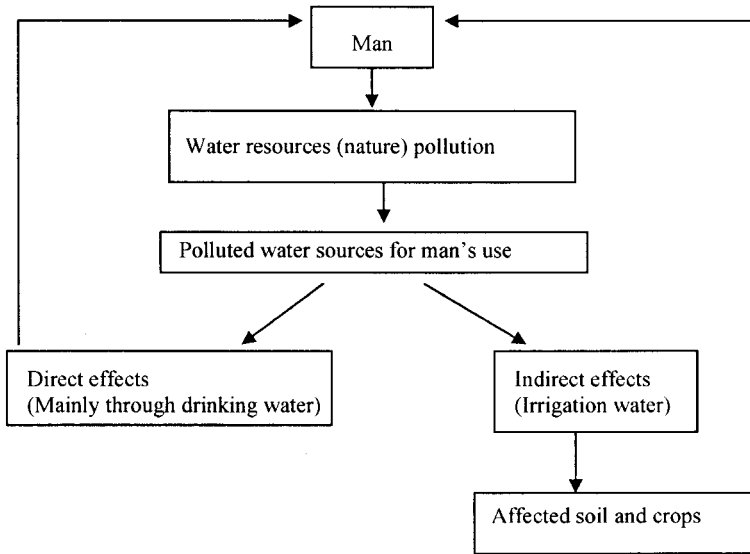 Man
Water resources (nature) pollution
Polluted water sources for man's use
Direct effects
(Mainly through drinking water)
Indirect effects
(Irrigation water)
Affected soil and crops